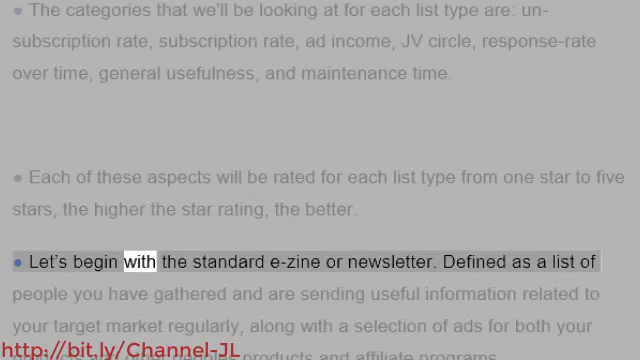 ● The categories that we'll be looking at for each list type are: un-
subscription rate, subscription rate, ad income, JV circle, response-rate
over time, general usefulness, and maintenance time.
● Each of these aspects will be rated for each list type from one star to five
stars, the higher the star rating, the better.
● Let's begin with the standard e-zine or newsletter. Defined as a list of
people you have gathered and are sending useful information related to
your target market regularly, along with a selection of ads for both your
products and affiliate programs.
http://bit.ly/Channel-JL